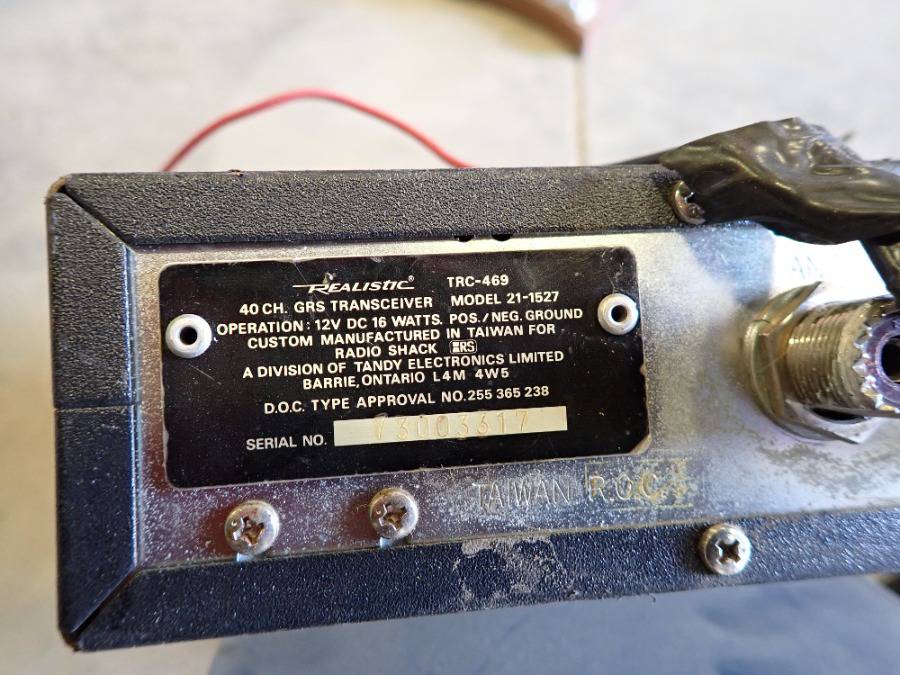 REALISTIC® TRC-469
40 CH. GRS TRANSCEIVER MODEL 21-1527
OPERATION: 12V DC 16 WATTS. POS./NEG. GROUND
CUSTOM MANUFACTURED IN TAIWAN FOR
RADIO SHACK RS
A DIVISION OF TANDY ELECTRONICS LIMITED
BARRIE, ONTARIO L4M 4W5
D.O.C. TYPE APPROVAL NO. 255 365 238
SERIAL NO. 73003317
TAIWAN R.O.C.